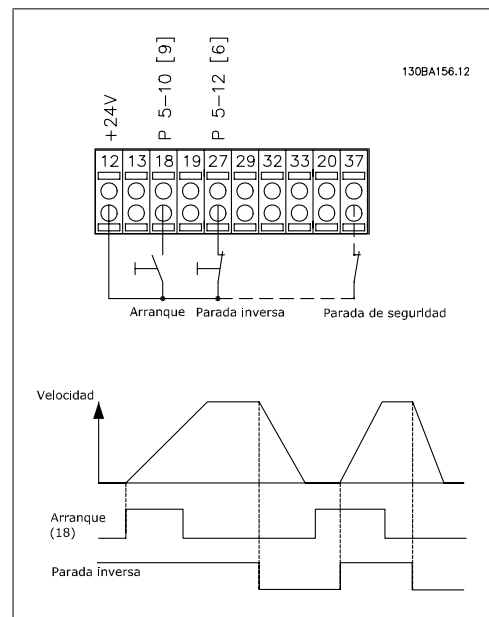 130BA156.12
+24V
P 5-10 [9]
P 5-12 [6]
12 13 18 19 27 29 32 33 20 37
Arranque Parada inversa Parada de seguridad
Velocidad
Arranque
(18)
Parada inversa